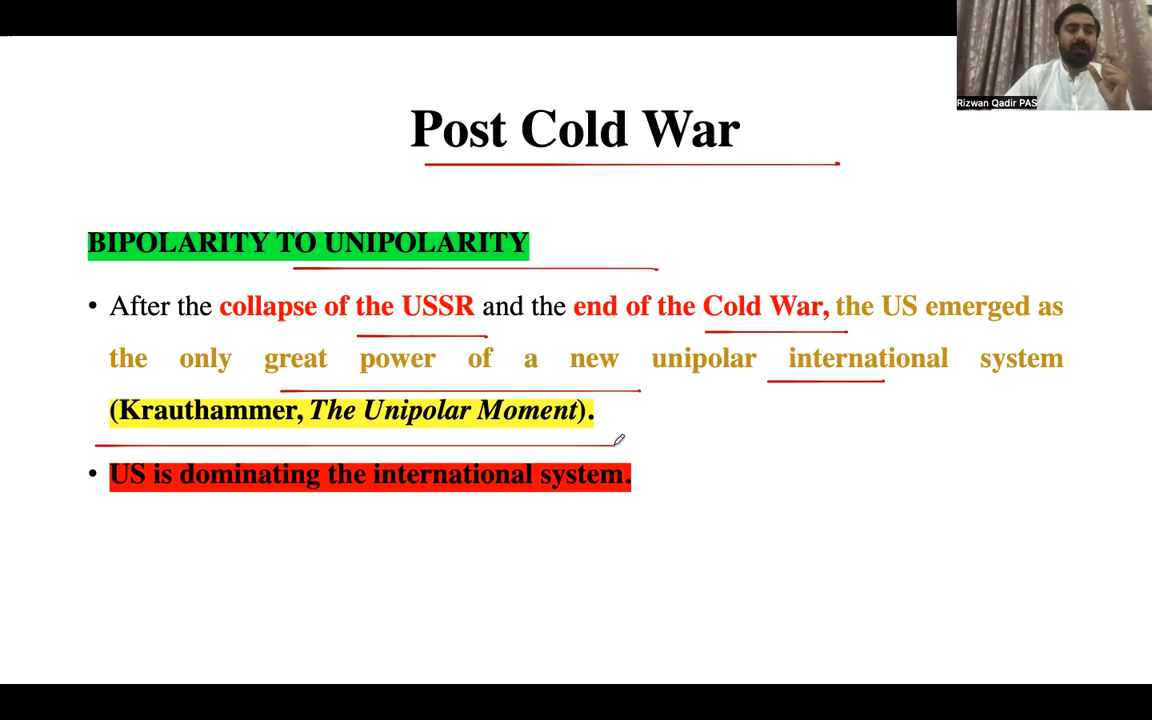 Rizwan Qadir PAS
Post Cold War
BIPOLARITY TO UNIPOLARITY
• After the collapse of the USSR and the end of the Cold War, the US emerged as
the only great power of a new unipolar international system
(Krauthammer, The Unipolar Moment).
• US is dominating the international system.